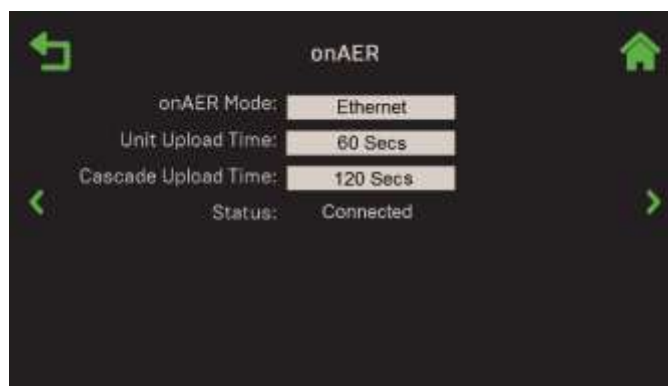 onAER
onAER Mode: Ethernet
Unit Upload Time: 60 Secs
Cascade Upload Time: 120 Secs
Status: Connected